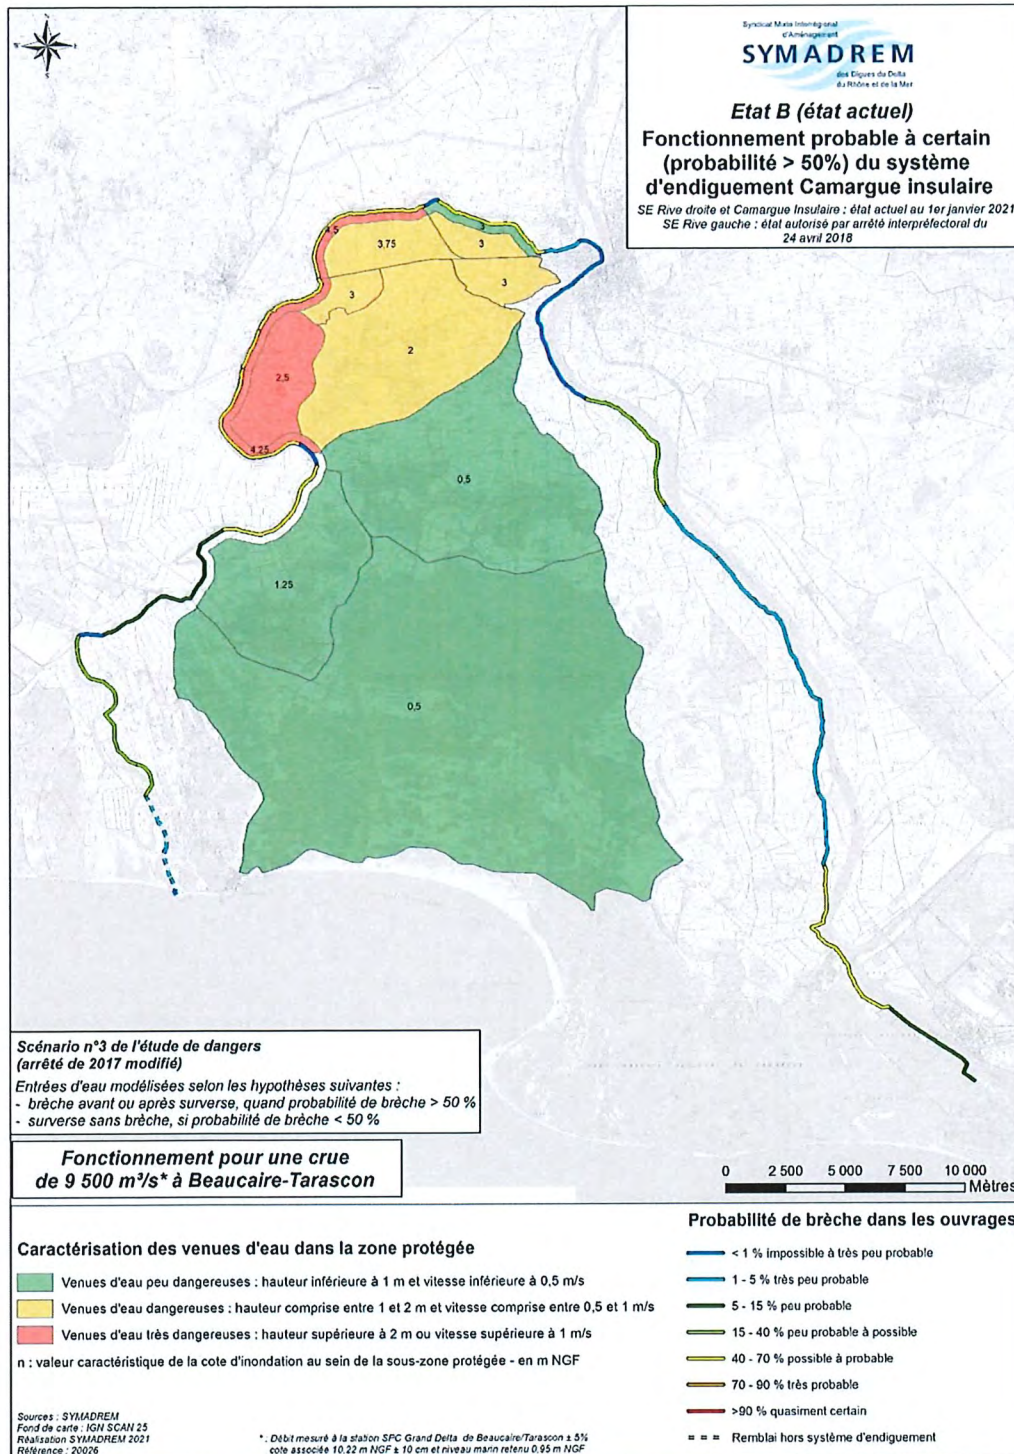 Syndicat Mixte Interrégional
d'Aménagement
SYMADREM
des Digues du Delta
du Rhône et de la Mer
Etat B (état actuel)
Fonctionnement probable à certain
(probabilité > 50%) du système
d'endiguement Camargue insulaire
SE Rive droite et Camargue Insulaire : état actuel au 1er janvier 2021
SE Rive gauche : état autorisé par arrêté interpréfectoral du
24 avril 2018
4,5
3.75
3
3
3
3
2
2,5
4.25
0,5
1.25
0,5
Scénario n°3 de l'étude de dangers
(arrêté de 2017 modifié)
Entrées d'eau modélisées selon les hypothèses suivantes :
- brèche avant ou après surverse, quand probabilité de brèche > 50 %
- surverse sans brèche, si probabilité de brèche < 50 %
Fonctionnement pour une crue
de 9 500 m³/s* à Beaucaire-Tarascon
0 2 500 5 000 7 500 10 000
Mètres
Caractérisation des venues d'eau dans la zone protégée
Venues d'eau peu dangereuses : hauteur inférieure à 1 m et vitesse inférieure à 0,5 m/s
Venues d'eau dangereuses : hauteur comprise entre 1 et 2 m et vitesse comprise entre 0,5 et 1 m/s
Venues d'eau très dangereuses : hauteur supérieure à 2 m ou vitesse supérieure à 1 m/s
n : valeur caractéristique de la cote d'inondation au sein de la sous-zone protégée - en m NGF
Probabilité de brèche dans les ouvrages
< 1 % impossible à très peu probable
1 - 5 % très peu probable
5 - 15 % peu probable
15 - 40 % peu probable à possible
40 - 70 % possible à probable
70 - 90 % très probable
>90 % quasiment certain
Remblai hors système d'endiguement
Sources : SYMADREM
Fond de carte : IGN SCAN 25
Réalisation SYMADREM 2021
Référence : 20026
* : Débit mesuré à la station SPC Grand Delta de Beaucaire/Tarascon ± 5%
cote associée 10,22 m NGF ± 10 cm et niveau marin retenu 0,95 m NGF